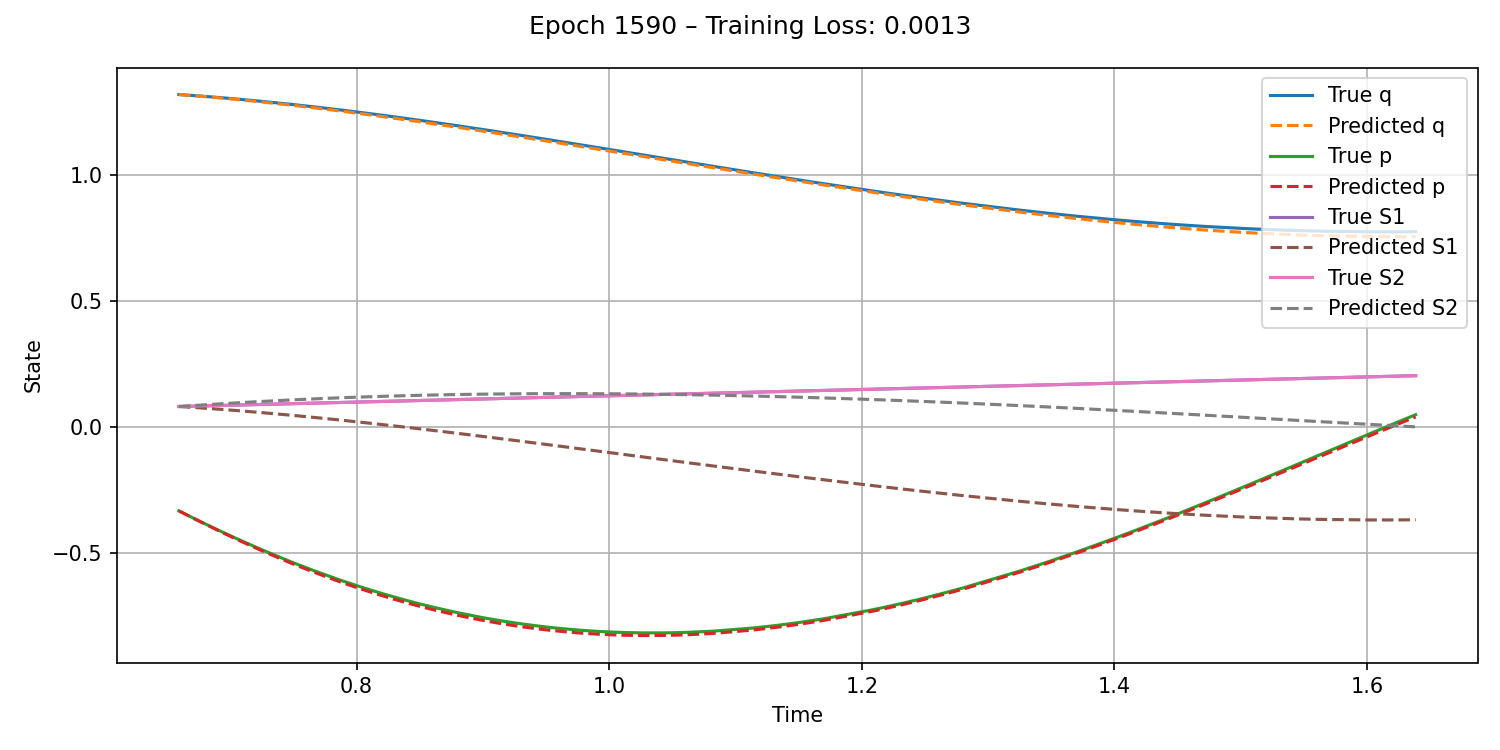 Epoch 1590 – Training Loss: 0.0013
True q
Predicted q
True p
Predicted p
True S1
Predicted S1
True S2
Predicted S2
1.0
0.5
0.0
−0.5
State
0.8
1.0
1.2
1.4
1.6
Time